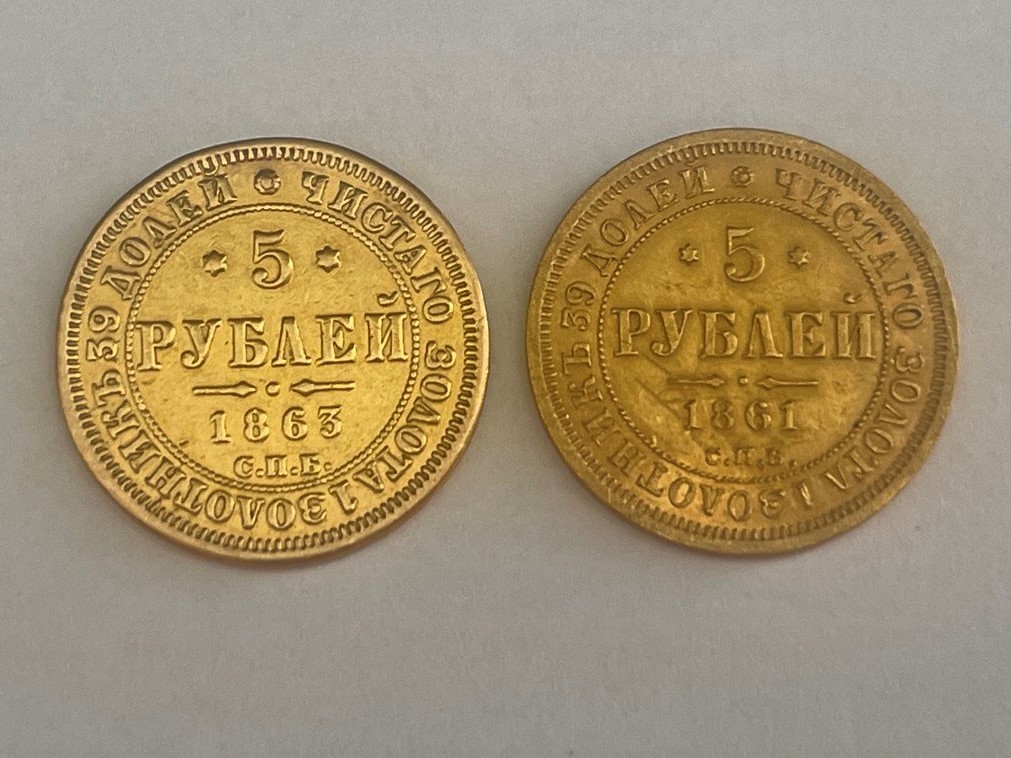 ЧИСТАГО ЗОЛОТА 1 ЗОЛОТНИКЪ 39 ДОЛЕЙ
5
РУБЛЕЙ
1863
С.П.Б.
ЧИСТАГО ЗОЛОТА 1 ЗОЛОТНИКЪ 39 ДОЛЕЙ
5
РУБЛЕЙ
1861
С.П.Б.